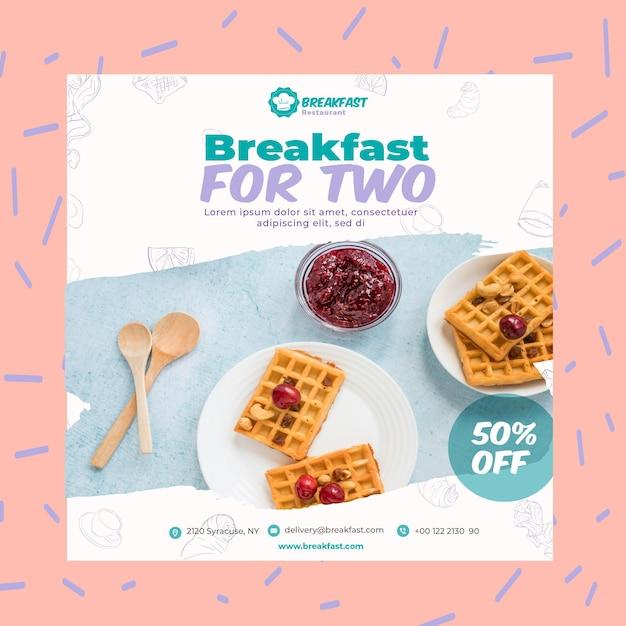 BREAKFAST
Restaurant
Breakfast
FOR TWO
Lorem ipsum dolor sit amet, consectetuer
adipiscing elit, sed di
50%
OFF
2120 Syracuse, NY
delivery@breakfast.com
+00 122 2130 90
www.breakfast.com